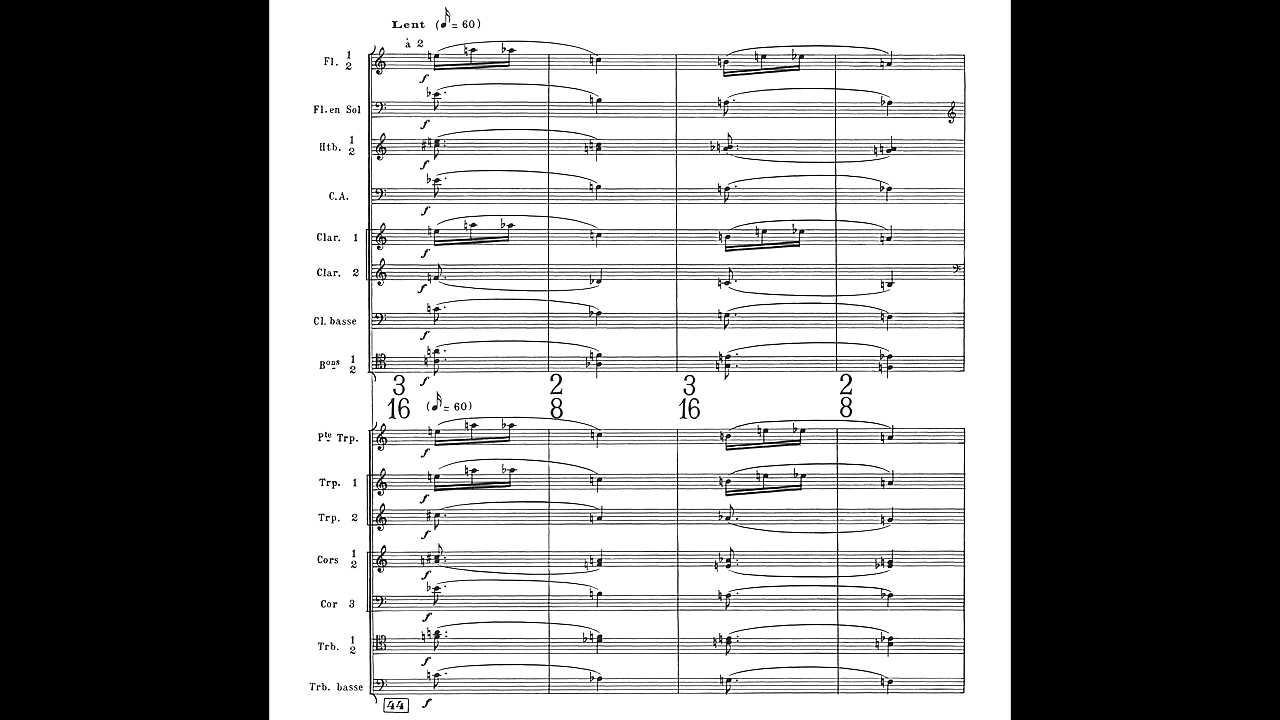 Lent (𝅘𝅥𝅯 = 60)
à 2
Fl. 1 2
f
Fl. en Sol
f
Htb. 1 2
f
C.A.
f
Clar. 1
f
Clar. 2
Cl. basse
f
Bons 1 2
f
3 2 3 2
16 8 16 8
(𝅘𝅥𝅯 = 60)
Pte Trp.
f
Trp. 1
f
Trp. 2
f
Cors 1 2
f
Cor 3
f
Trb. 1 2
f
Trb. basse
f
44